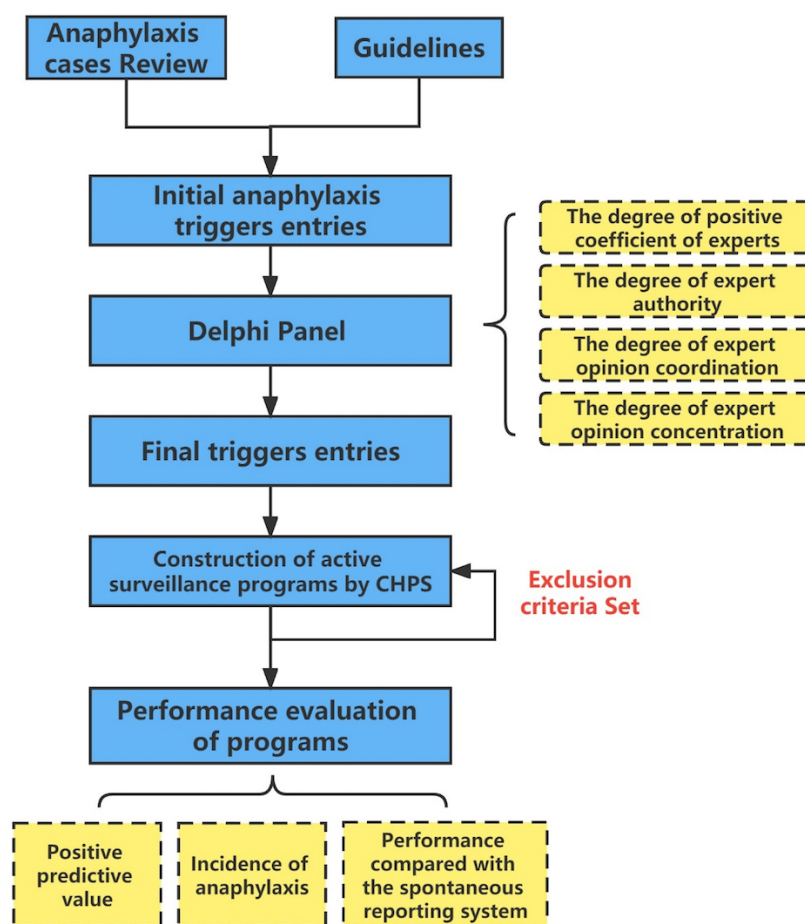 Anaphylaxis
cases Review
Guidelines
Initial anaphylaxis
triggers entries
The degree of positive
coefficient of experts
The degree of expert
authority
Delphi Panel
The degree of expert
opinion coordination
The degree of expert
opinion concentration
Final triggers entries
Construction of active
surveillance programs by CHPS
Exclusion
criteria Set
Performance evaluation
of programs
Positive
predictive
value
Incidence of
anaphylaxis
Performance
compared with
the spontaneous
reporting system